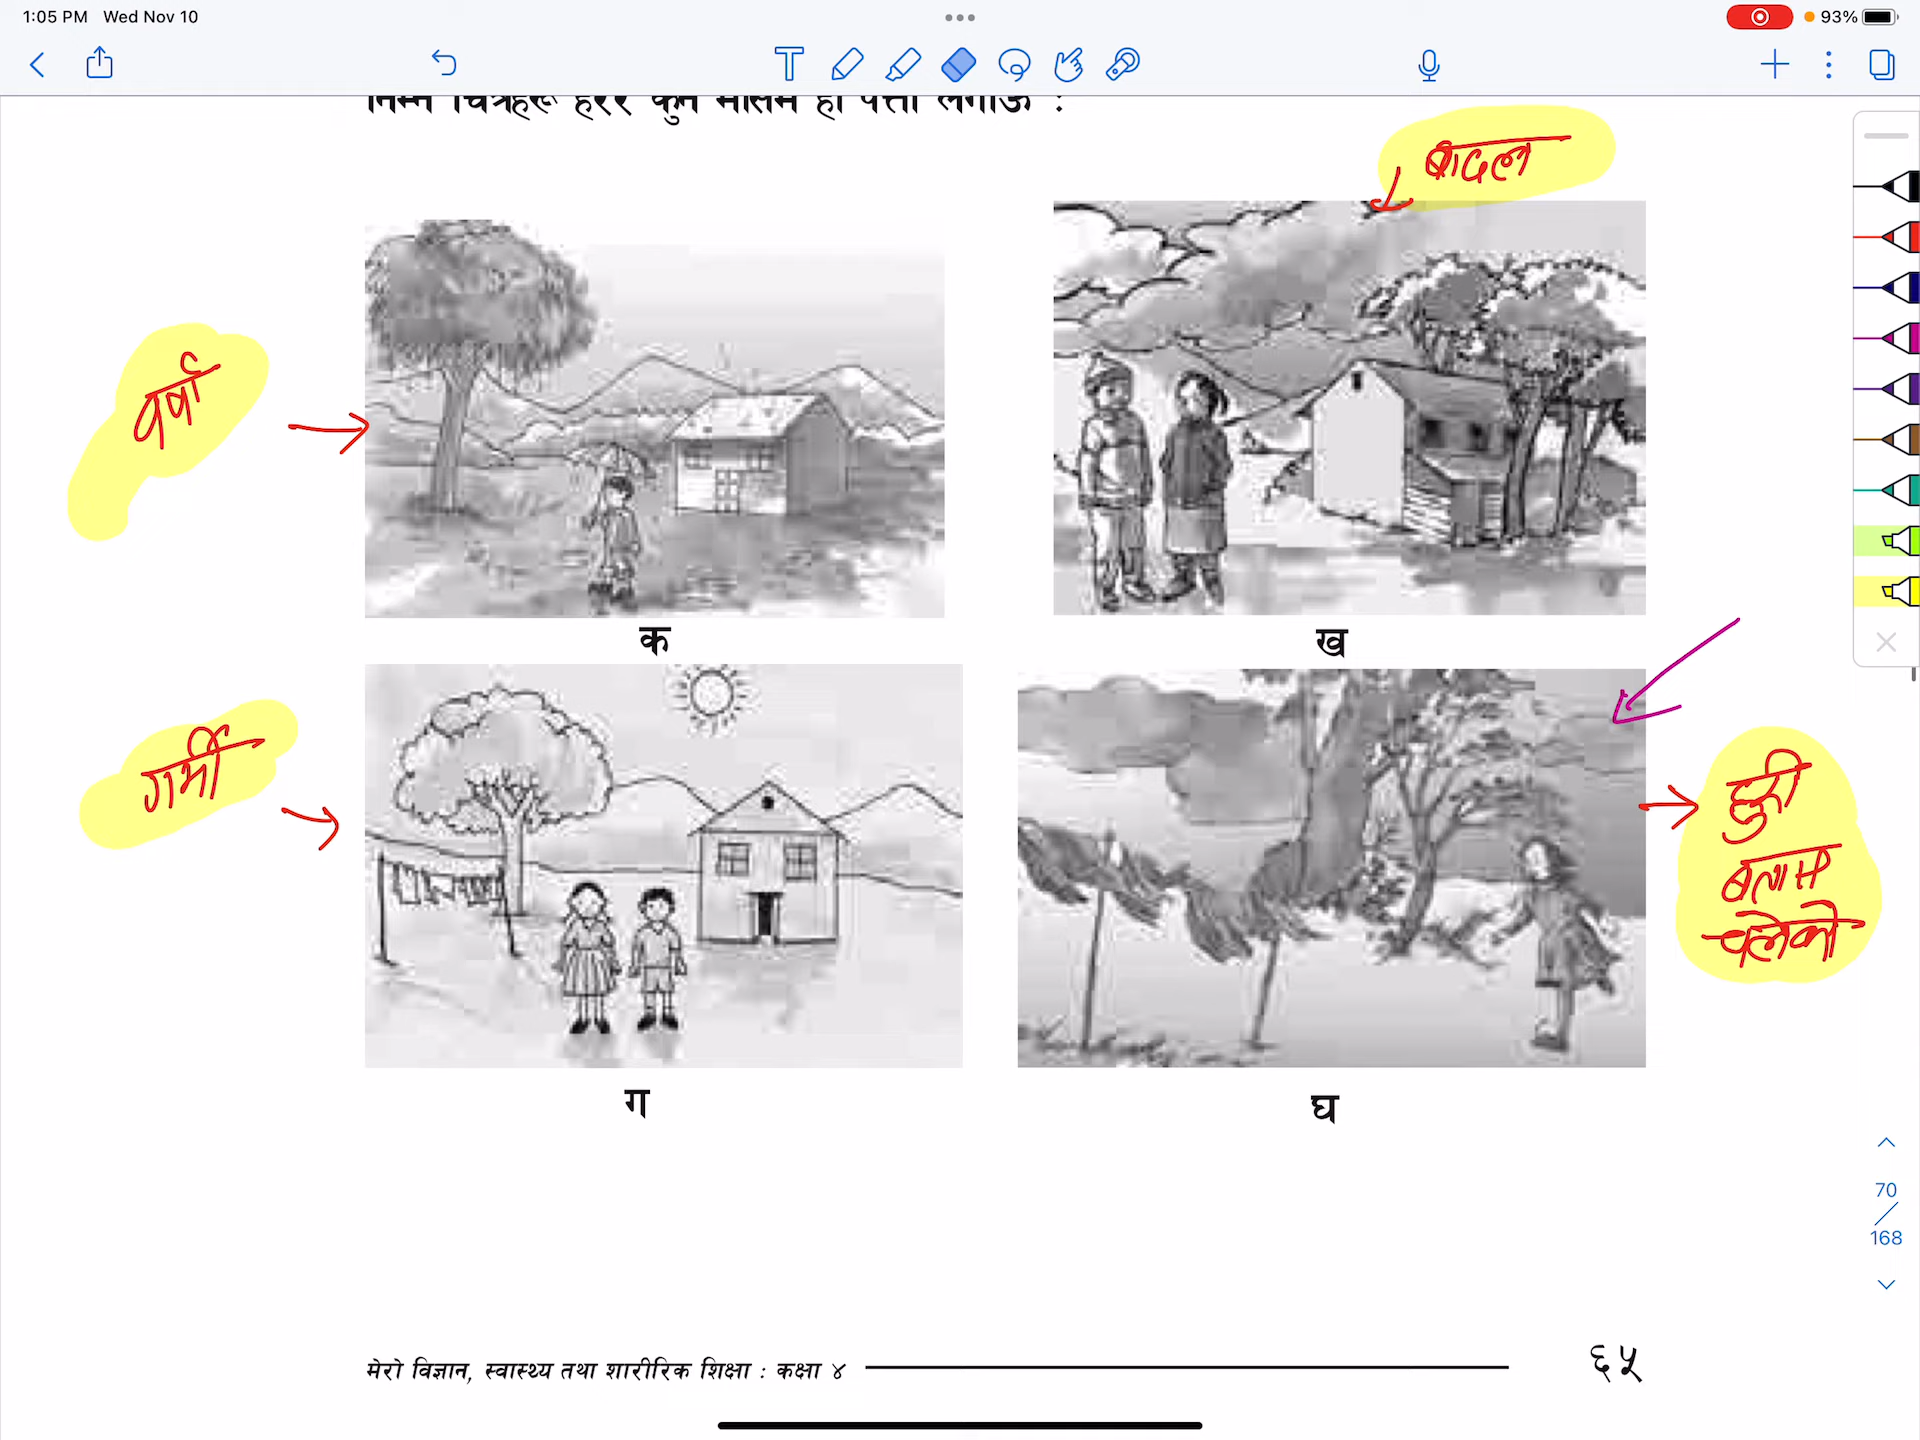 1:05 PM Wed Nov 10
93%
निम्न चित्रहरू हेरेर कुन मौसम हो पत्ता लगाऊ :
बादल
वर्षा
क
ख
गर्मी
हुरी
बतास
चलेको
ग
घ
70
168
मेरो विज्ञान, स्वास्थ्य तथा शारीरिक शिक्षा : कक्षा ४
६५